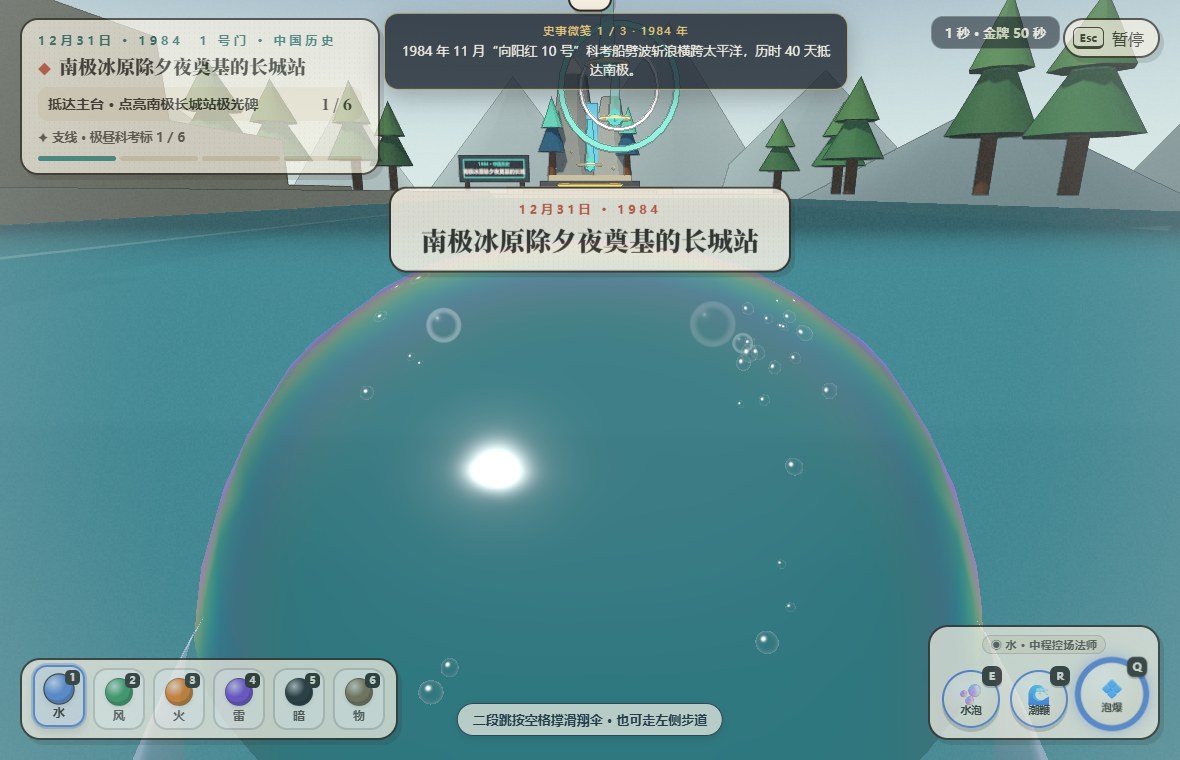 12月31日 · 1984 1 号门 · 中国历史
◆ 南极冰原除夕夜奠基的长城站
抵达主台 · 点亮南极长城站极光碑 1 / 6
✦ 支线 · 极昼科考标 1 / 6
史事微笺 1 / 3 · 1984 年
1984 年 11 月“向阳红 10 号”科考船劈波斩浪横跨太平洋，历时 40 天抵
达南极。
1 秒 · 金牌 50 秒
Esc 暂停
12月31日 · 1984
南极冰原除夕夜奠基的长城站
1 水
2 风
3 火
4 雷
5 暗
6 物
二段跳按空格撑滑翔伞 · 也可走左侧步道
◉ 水 · 中程控场法师
E 水泡
R 潮鞭
Q 泡爆